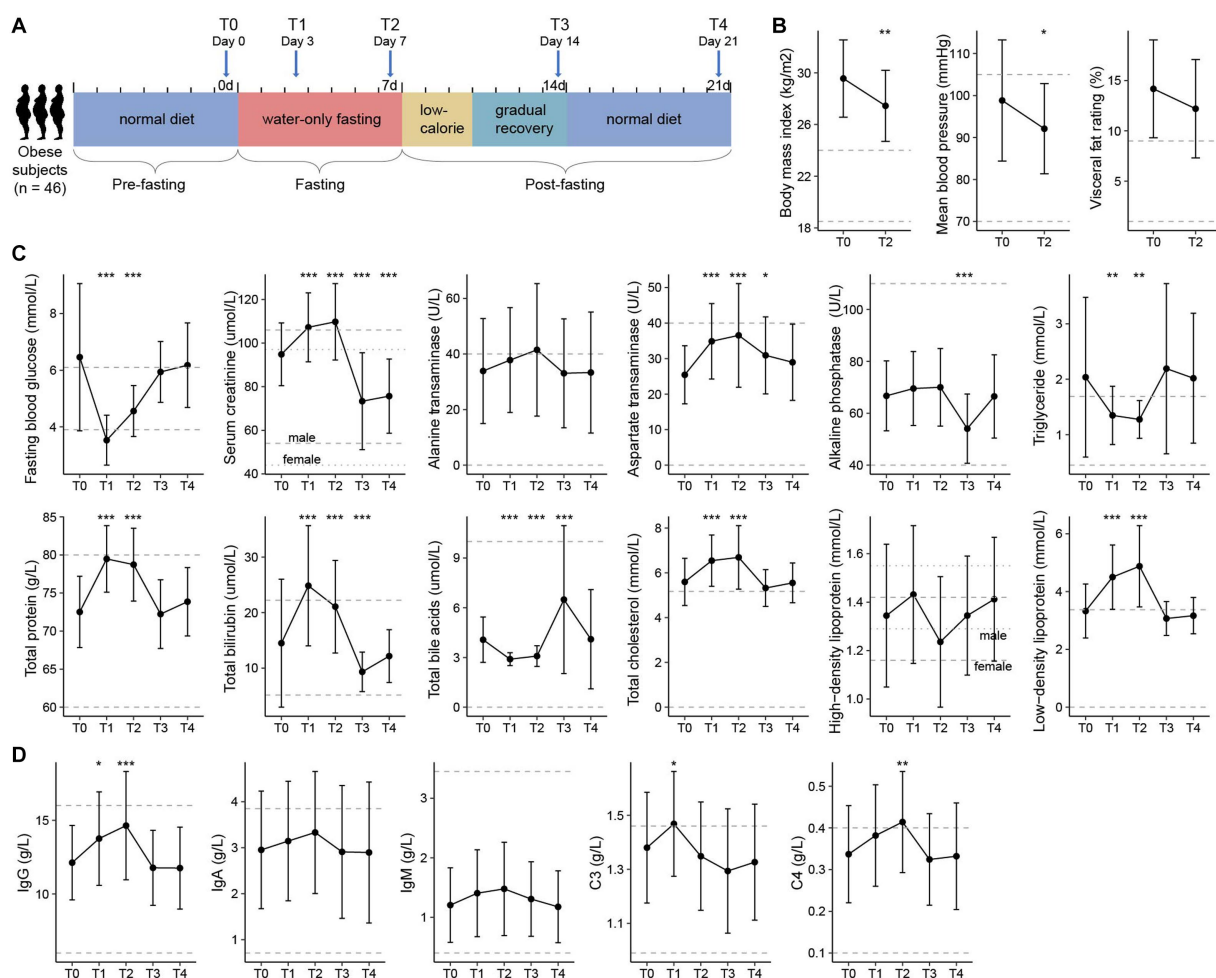 A
T0 T1 T2 T3 T4
Day 0 Day 3 Day 7 Day 14 Day 21
0d 7d 14d 21d
normal diet water-only fasting low-calorie gradual recovery normal diet
Obese
subjects
(n = 46)
Pre-fasting Fasting Post-fasting
B
Body mass index (kg/m2)
30
26
22
18
**
T0 T2
Mean blood pressure (mmHg)
110
100
90
80
70
*
T0 T2
Visceral fat rating (%)
15
10
5
T0 T2
C
Fasting blood glucose (mmol/L)
8
6
4
*** ***
T0 T1 T2 T3 T4
Serum creatinine (umol/L)
120
100
80
60
40
*** *** *** ***
male
female
T0 T1 T2 T3 T4
Alanine transaminase (U/L)
60
40
20
0
T0 T1 T2 T3 T4
Aspartate transaminase (U/L)
50
40
30
20
10
0
*** *** *
T0 T1 T2 T3 T4
Alkaline phosphatase (U/L)
100
80
60
40
***
T0 T1 T2 T3 T4
Triglyceride (mmol/L)
3
2
1
** **
T0 T1 T2 T3 T4
Total protein (g/L)
85
80
75
70
65
60
*** ***
T0 T1 T2 T3 T4
Total bilirubin (umol/L)
30
20
10
*** *** ***
T0 T1 T2 T3 T4
Total bile acids (umol/L)
9
6
3
0
*** *** ***
T0 T1 T2 T3 T4
Total cholesterol (mmol/L)
8
6
4
2
0
*** ***
T0 T1 T2 T3 T4
High−density lipoprotein (mmol/L)
1.6
1.4
1.2
1.0
male
female
T0 T1 T2 T3 T4
Low−density lipoprotein (mmol/L)
6
4
2
0
*** ***
T0 T1 T2 T3 T4
D
IgG (g/L)
15
10
* ***
T0 T1 T2 T3 T4
IgA (g/L)
4
3
2
1
T0 T1 T2 T3 T4
IgM (g/L)
3
2
1
T0 T1 T2 T3 T4
C3 (g/L)
1.5
1.3
1.1
*
T0 T1 T2 T3 T4
C4 (g/L)
0.5
0.4
0.3
0.2
0.1
**
T0 T1 T2 T3 T4